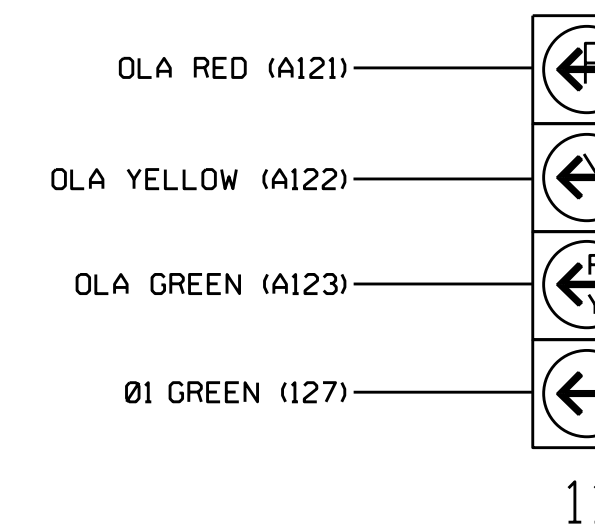 OLA RED (A121)
OLA YELLOW (A122)
OLA GREEN (A123)
Ø1 GREEN (127)